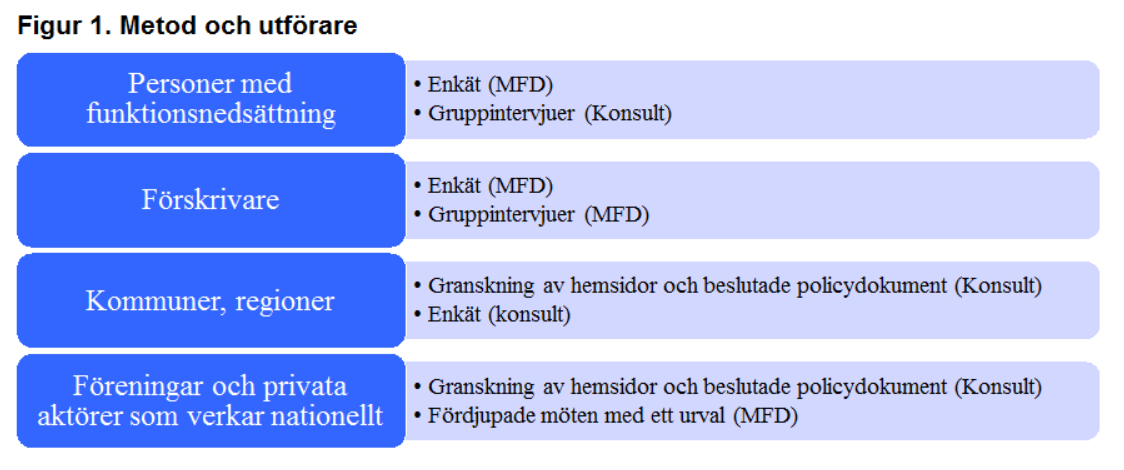 Figur 1. Metod och utförare
Personer med
funktionsnedsättning
• Enkät (MFD)
• Gruppintervjuer (Konsult)
Förskrivare
• Enkät (MFD)
• Gruppintervjuer (MFD)
Kommuner, regioner
• Granskning av hemsidor och beslutade policydokument (Konsult)
• Enkät (konsult)
Föreningar och privata
aktörer som verkar nationellt
• Granskning av hemsidor och beslutade policydokument (Konsult)
• Fördjupade möten med ett urval (MFD)